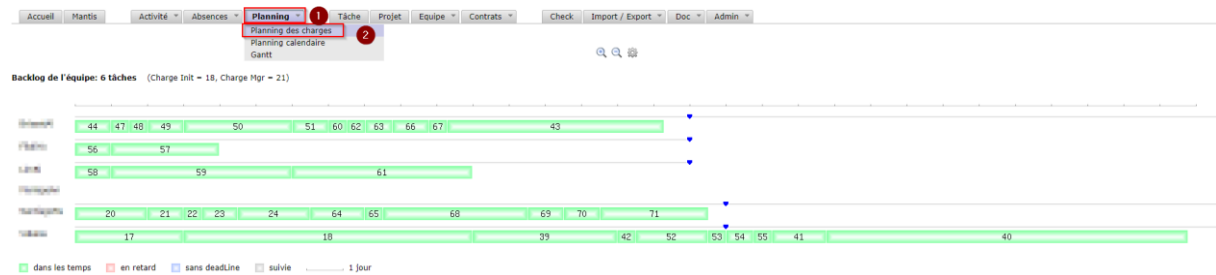 Accueil Mantis Activité Absences Planning 1 Tâche Projet Equipe Contrats Check Import / Export Doc Admin
Planning des charges 2
Planning calendaire
Gantt
Backlog de l'équipe: 6 tâches (Charge Init = 18, Charge Mgr = 21)
44 47 48 49 50 51 60 62 63 66 67 43
56 57
58 59 61
20 21 22 23 24 64 65 68 69 70 71
17 18 39 42 52 53 54 55 41 40
dans les temps en retard sans deadLine suivie 1 jour